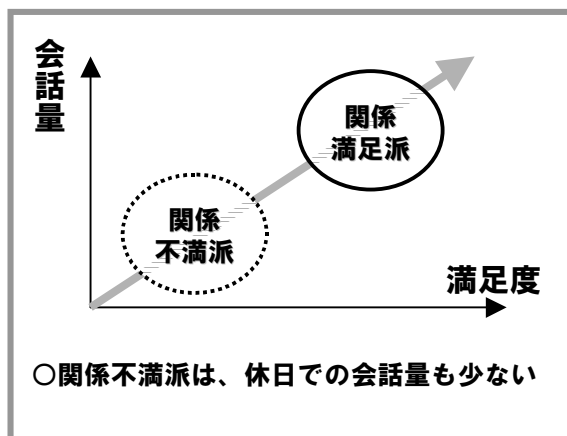 会話量
関係
満足派
関係
不満派
満足度
○関係不満派は、休日での会話量も少ない